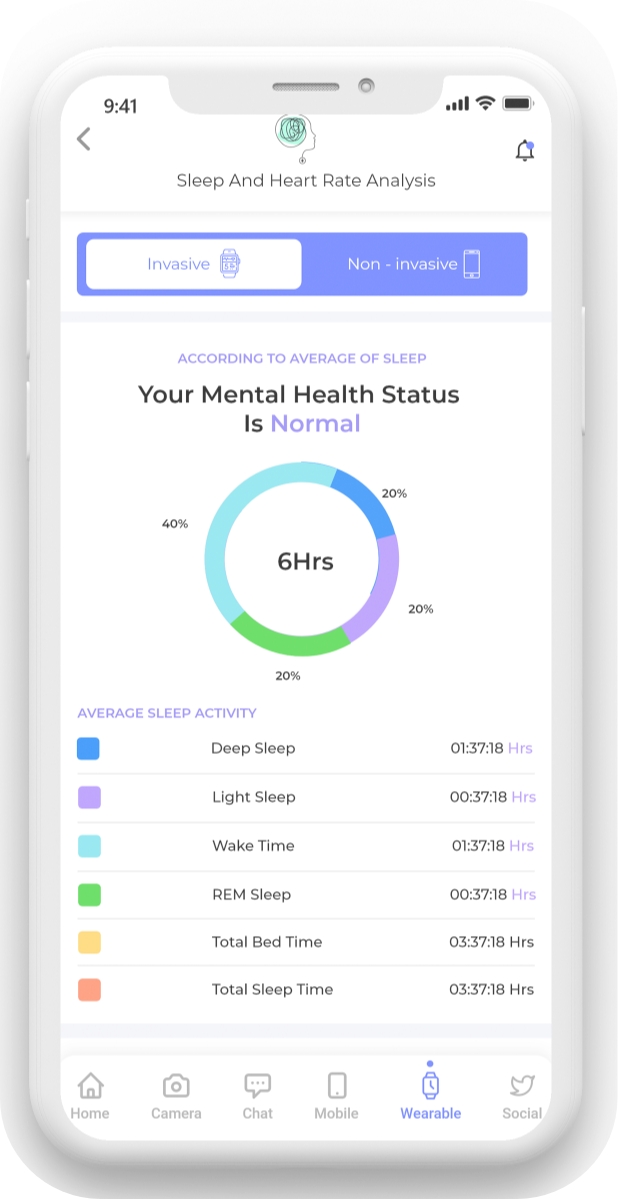 9:41
Sleep And Heart Rate Analysis
Invasive
Non - invasive
ACCORDING TO AVERAGE OF SLEEP
Your Mental Health Status
Is Normal
20%
40%
6Hrs
20%
20%
AVERAGE SLEEP ACTIVITY
Deep Sleep 01:37:18 Hrs
Light Sleep 00:37:18 Hrs
Wake Time 01:37:18 Hrs
REM Sleep 00:37:18 Hrs
Total Bed Time 03:37:18 Hrs
Total Sleep Time 03:37:18 Hrs
Home Camera Chat Mobile Wearable Social